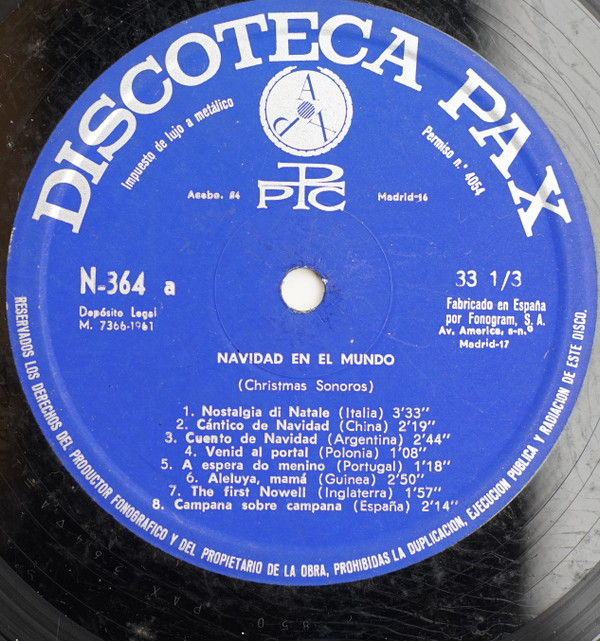 DISCOTECA PAX
Impuesto de lujo a metálico
PAX
Permiso n.º 4054
Acebo. 84
PPC
Madrid-16
N-364 a
33 1/3
Depósito Legal
M. 7366-1961
Fabricado en España
por Fonogram, S. A.
Av. America, s-n.º
Madrid-17
NAVIDAD EN EL MUNDO
(Christmas Sonoros)
1. Nostalgia di Natale (Italia) 3'33''
2. Cántico de Navidad (China) 2'19''
3. Cuento de Navidad (Argentina) 2'44''
4. Venid al portal (Polonia) 1'08''
5. A espera do menino (Portugal) 1'18''
6. Aleluya, mamá (Guinea) 2'50''
7. The first Nowell (Inglaterra) 1'57''
8. Campana sobre campana (España) 2'14''
RESERVADOS LOS DERECHOS DEL PRODUCTOR FONOGRAFICO Y DEL PROPIETARIO DE LA OBRA, PROHIBIDAS LA DUPLICACION, EJECUCION PUBLICA Y RADIACION DE ESTE DISCO.